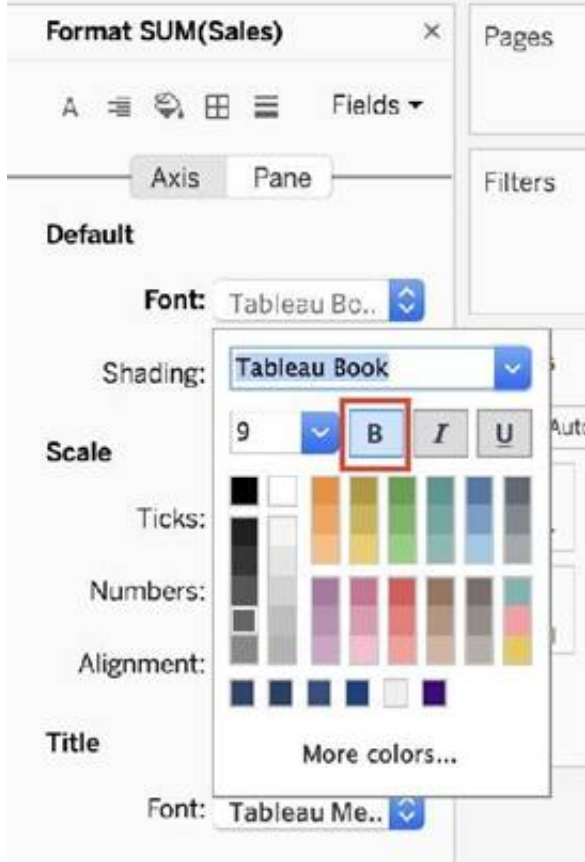 Format SUM(Sales) ×
Pages
A Fields
Axis Pane
Filters
Default
Font: Tableau Bo..
Shading: Tableau Book
9 B I U
Auto
Scale
Ticks:
Numbers:
Alignment:
Title
More colors...
Font: Tableau Me..